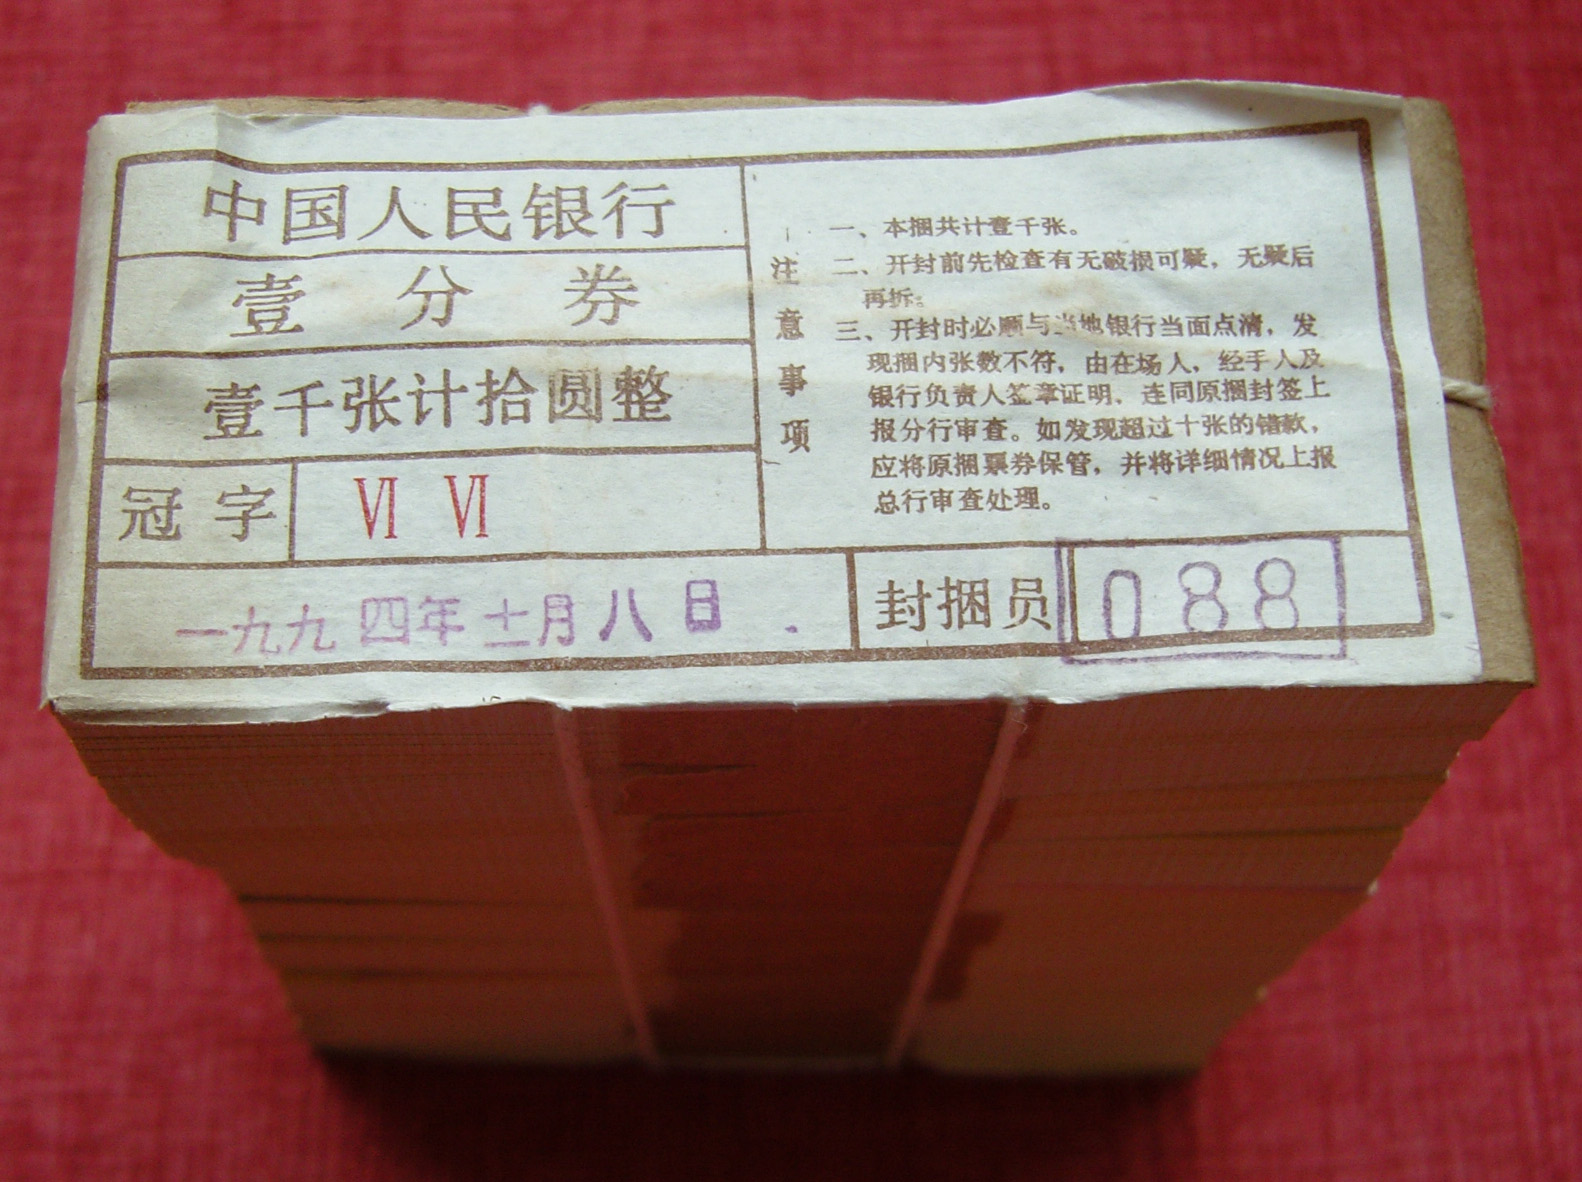 中国人民银行
壹分券
壹千张计拾圆整
冠字 Ⅵ Ⅵ
注意事项
一、本捆共计壹千张。
二、开封前先检查有无破损可疑，无疑后
再拆。
三、开封时必须与当地银行当面点清，发
现捆内张数不符，由在场人，经手人及
银行负责人签章证明，连同原捆封签上
报分行审查。如发现超过十张的错款，
应将原捆票券保管，并将详细情况上报
总行审查处理。
一九九四年十二月八日
封捆员 088